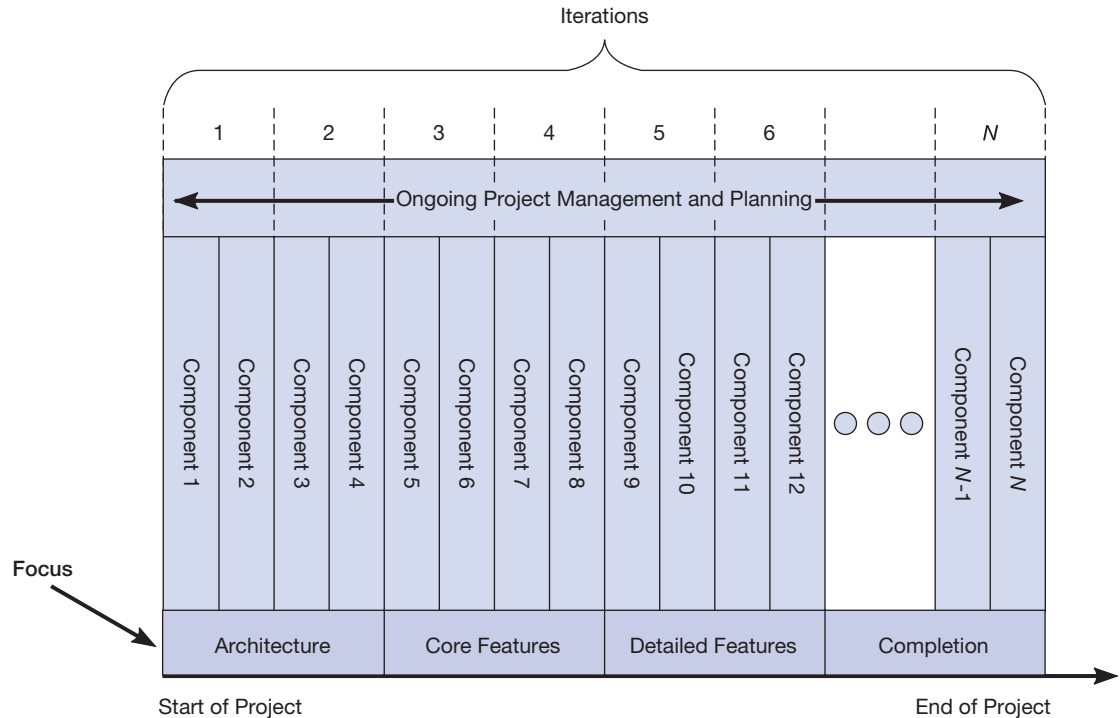 Iterations
1 2 3 4 5 6 N
Ongoing Project Management and Planning
Component 1
Component 2
Component 3
Component 4
Component 5
Component 6
Component 7
Component 8
Component 9
Component 10
Component 11
Component 12
Component N-1
Component N
Focus
Architecture
Core Features
Detailed Features
Completion
Start of Project
End of Project